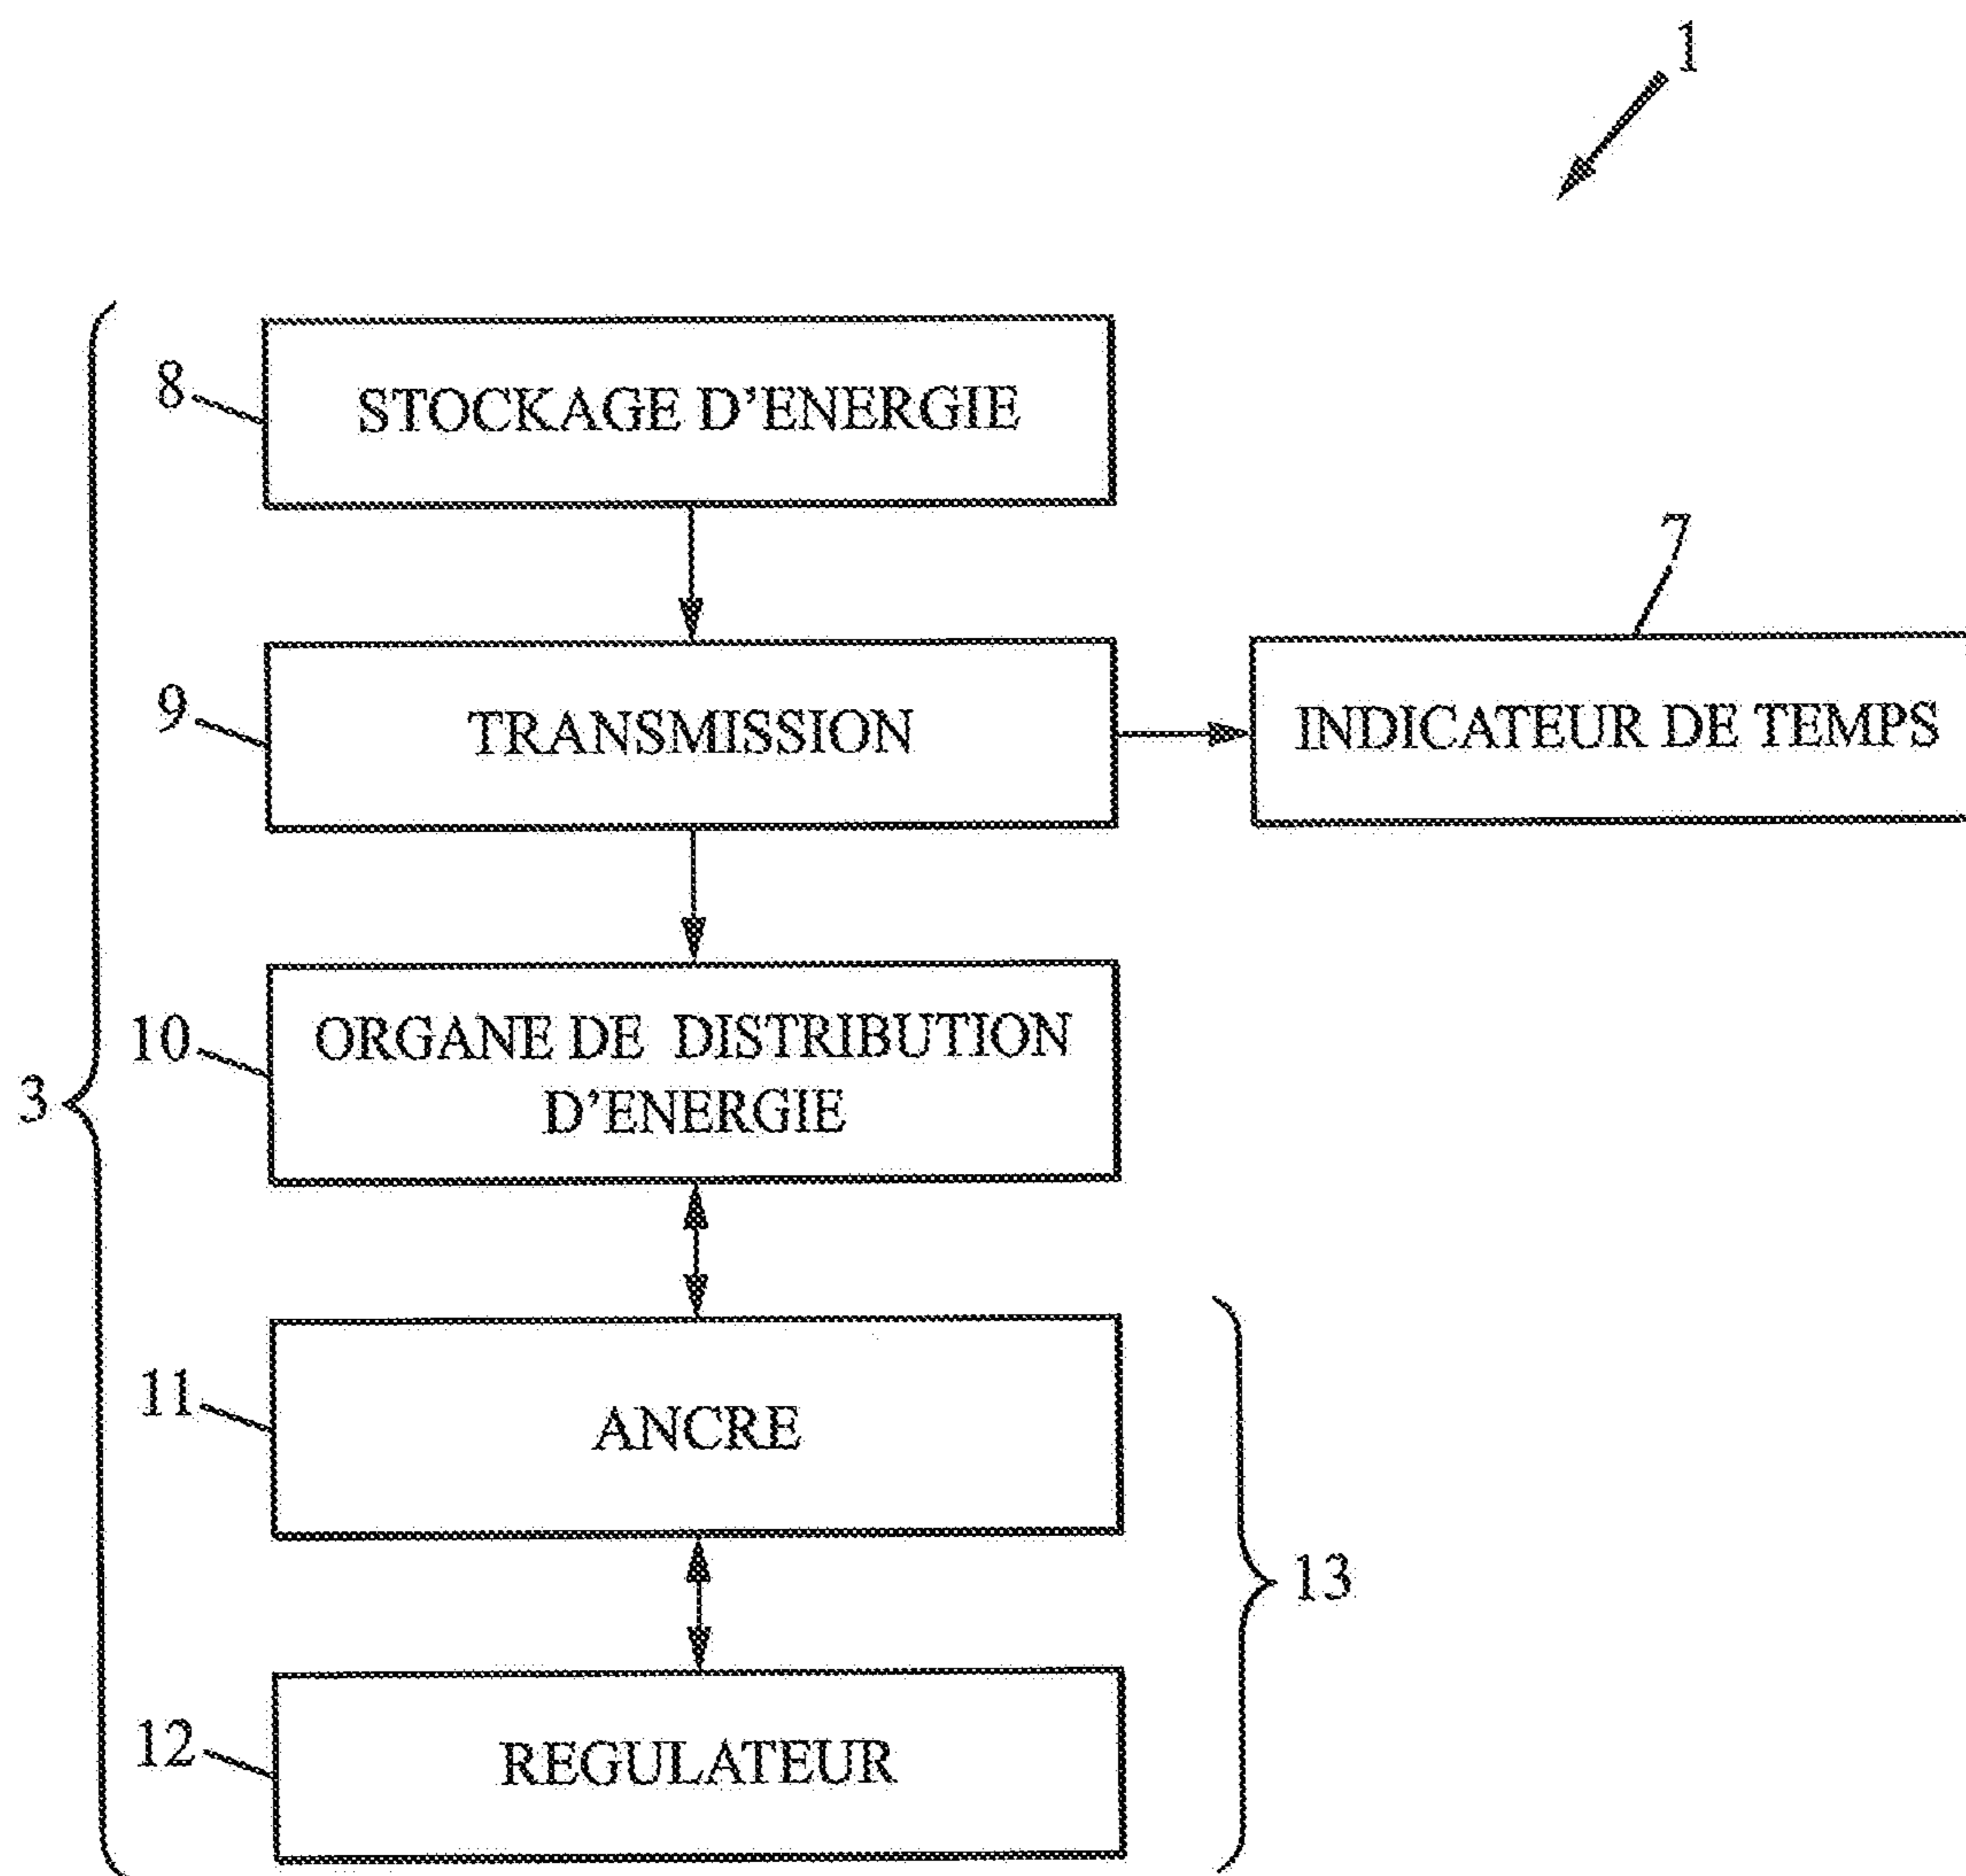 1
8
STOCKAGE D'ENERGIE
7
9
TRANSMISSION
INDICATEUR DE TEMPS
10
ORGANE DE DISTRIBUTION
D'ENERGIE
3
11
ANCRE
13
12
REGULATEUR